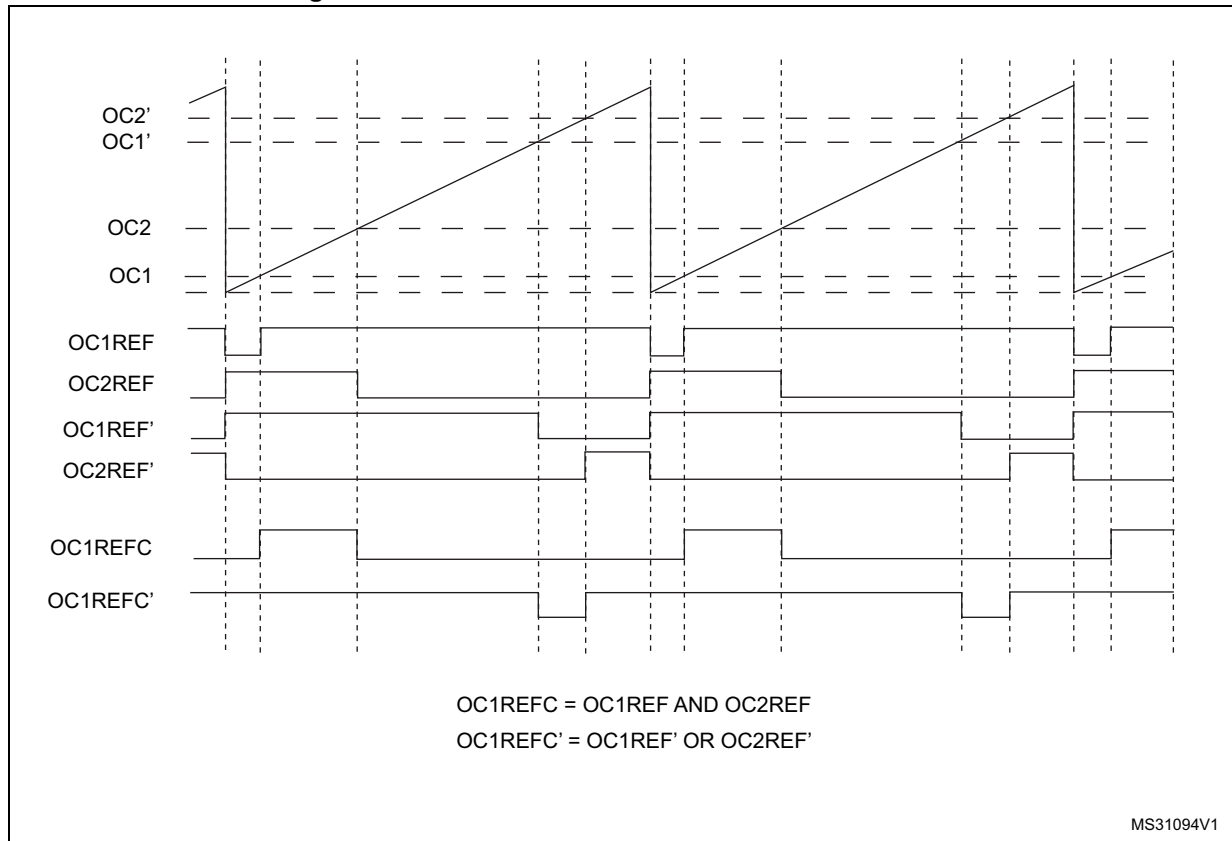 OC2’
OC1’
OC2
OC1
OC1REF
OC2REF
OC1REF’
OC2REF’
OC1REFC
OC1REFC’
OC1REFC = OC1REF AND OC2REF
OC1REFC’ = OC1REF’ OR OC2REF’
MS31094V1